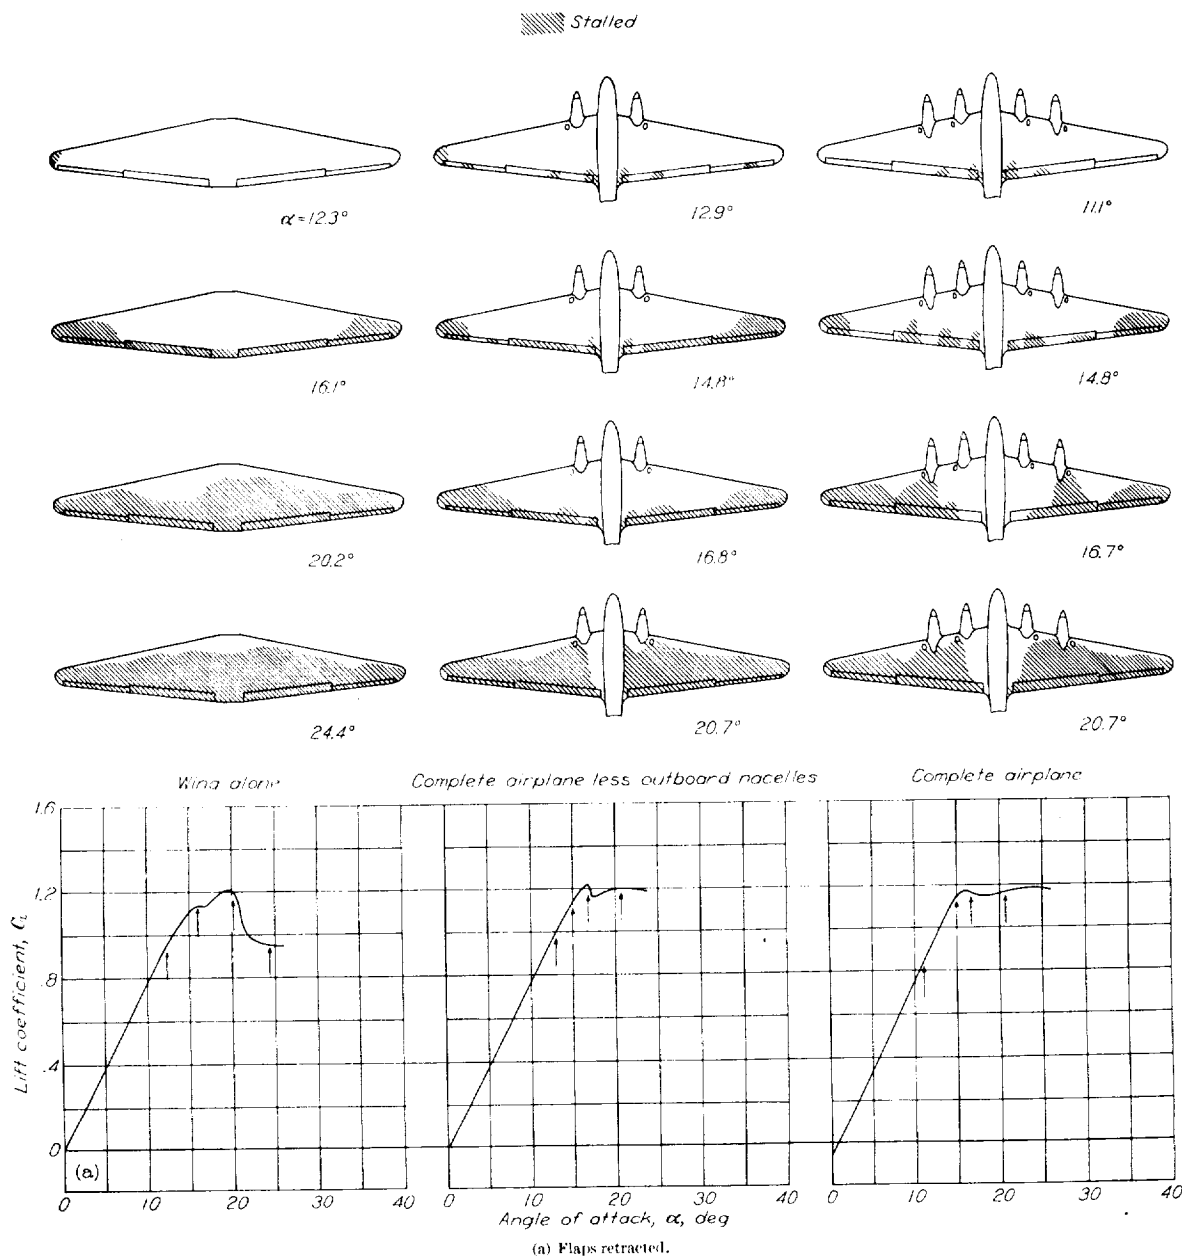 Stalled
α=12.3°
12.9°
11.1°
16.1°
14.8°
14.8°
20.2°
16.8°
16.7°
24.4°
20.7°
20.7°
Wing alone
Complete airplane less outboard nacelles
Complete airplane
1.6
1.2
.8
.4
0
Lift coefficient, C_L
(a)
0 10 20 30 40
0 10 20 30 40
0 10 20 30 40
Angle of attack, α, deg
(a) Flaps retracted.